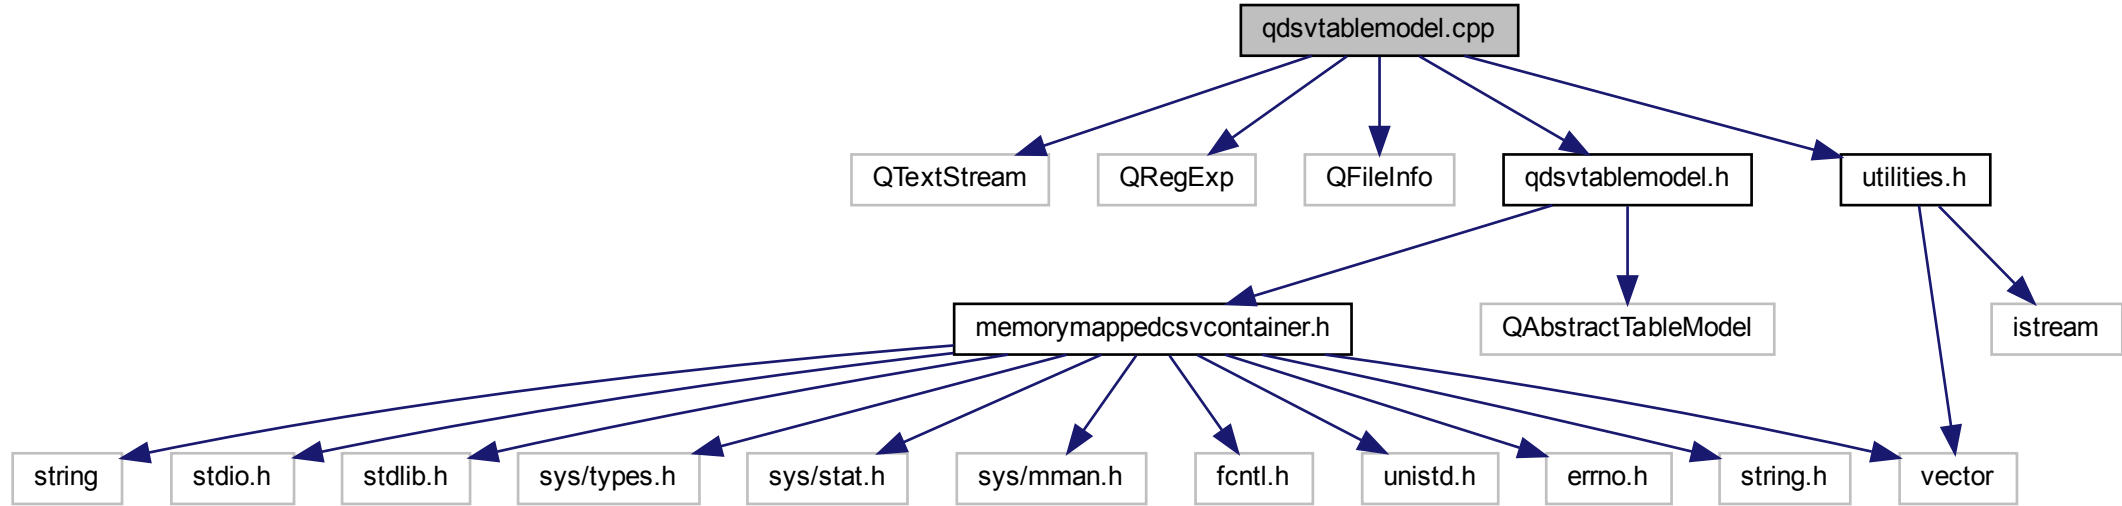 qdsvtablemodel.cpp
QTextStream
QRegExp
QFileInfo
qdsvtablemodel.h
utilities.h
memorymappedcsvcontainer.h
QAbstractTableModel
istream
string
stdio.h
stdlib.h
sys/types.h
sys/stat.h
sys/mman.h
fcntl.h
unistd.h
errno.h
string.h
vector